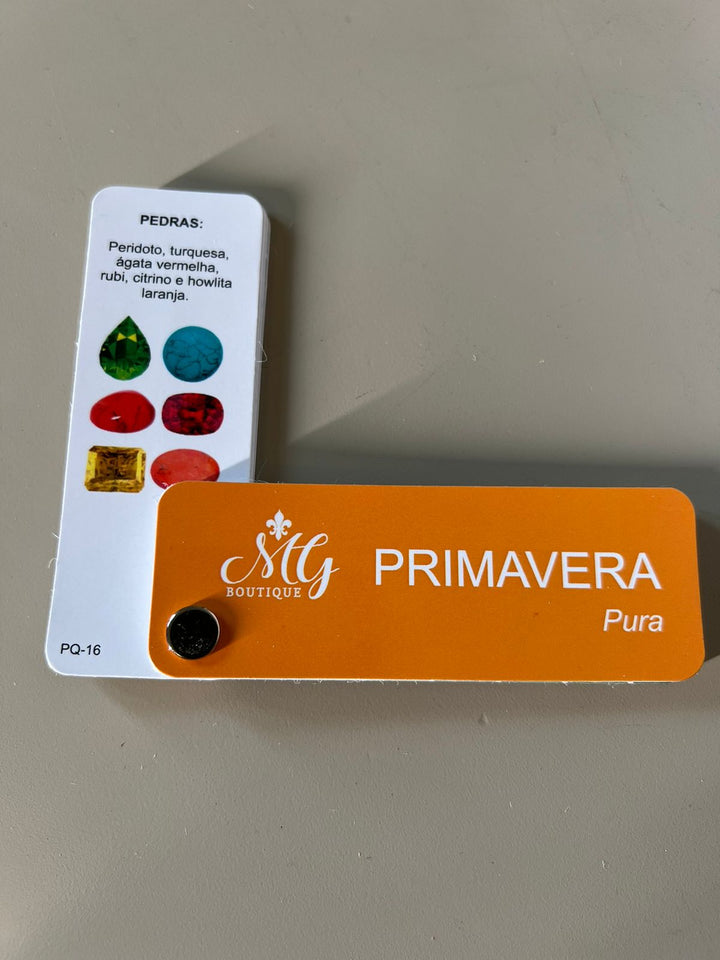 PEDRAS:
Peridoto, turquesa,
ágata vermelha,
rubi, citrino e howlita
laranja.
PQ-16
MG
BOUTIQUE
PRIMAVERA
Pura